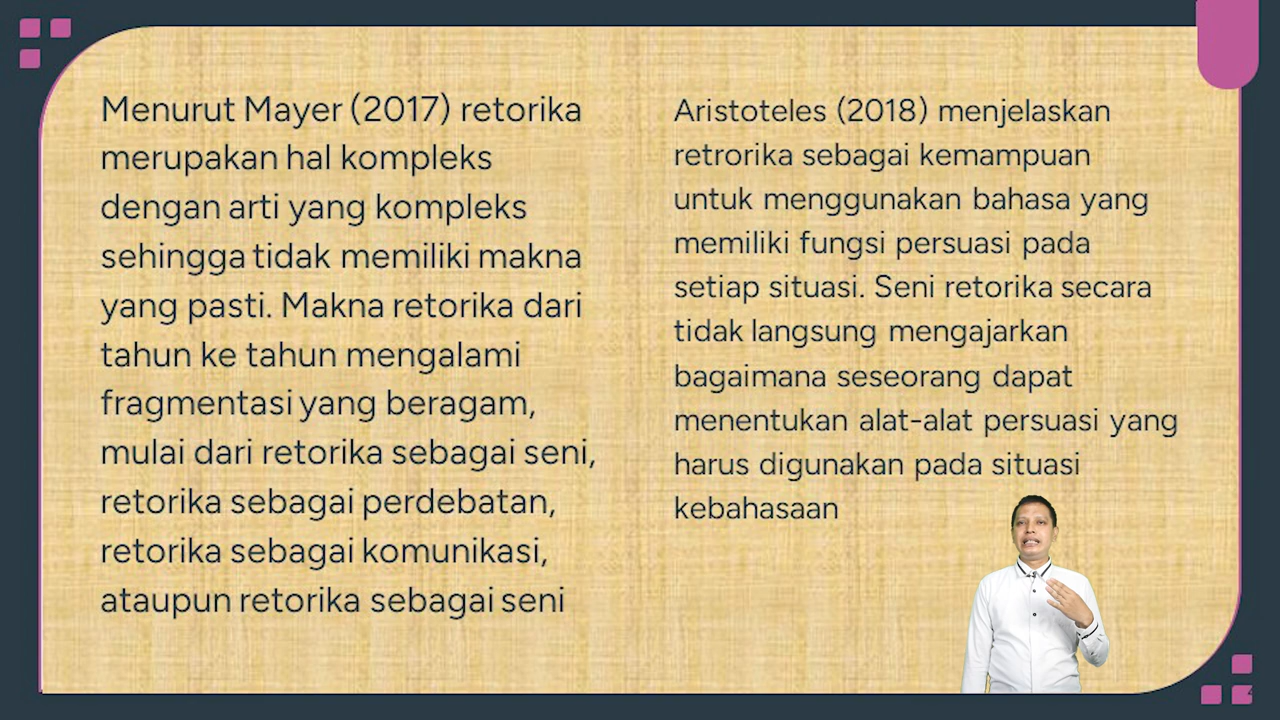 Menurut Mayer (2017) retorika
merupakan hal kompleks
dengan arti yang kompleks
sehingga tidak memiliki makna
yang pasti. Makna retorika dari
tahun ke tahun mengalami
fragmentasi yang beragam,
mulai dari retorika sebagai seni,
retorika sebagai perdebatan,
retorika sebagai komunikasi,
ataupun retorika sebagai seni
Aristoteles (2018) menjelaskan
retrorika sebagai kemampuan
untuk menggunakan bahasa yang
memiliki fungsi persuasi pada
setiap situasi. Seni retorika secara
tidak langsung mengajarkan
bagaimana seseorang dapat
menentukan alat-alat persuasi yang
harus digunakan pada situasi
kebahasaan